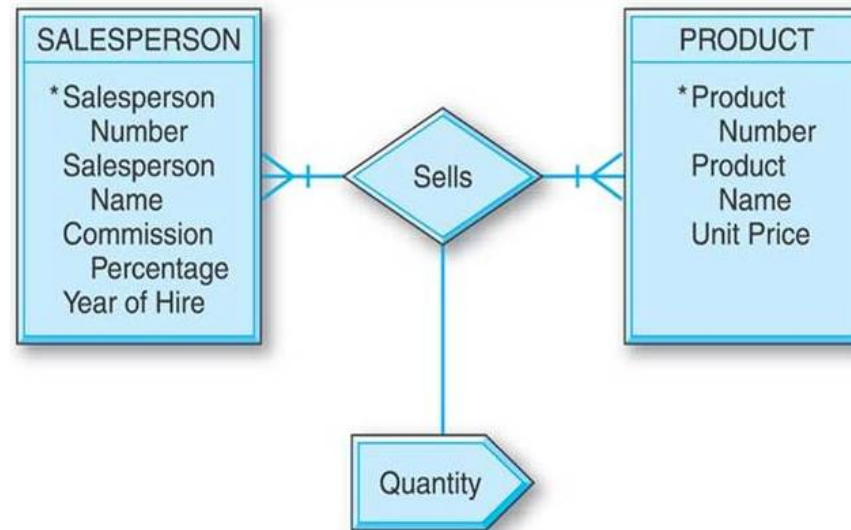 SALESPERSON
*Salesperson
Number
Salesperson
Name
Commission
Percentage
Year of Hire
Sells
PRODUCT
*Product
Number
Product
Name
Unit Price
Quantity